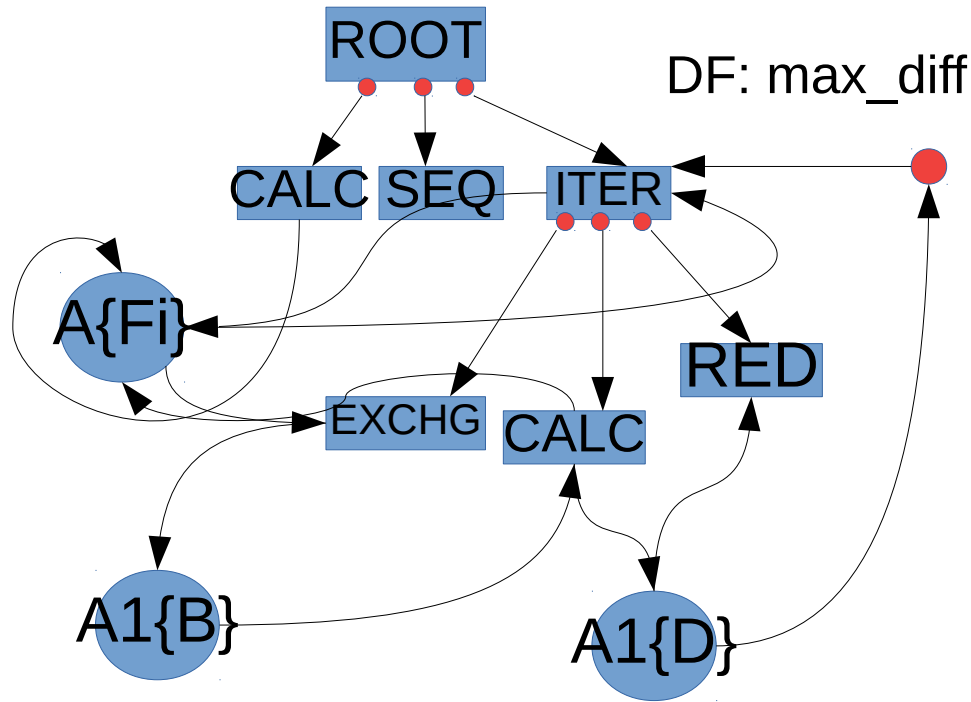 ROOT
DF: max_diff
CALC
SEQ
ITER
A{Fi}
RED
EXCHG
CALC
A1{B}
A1{D}